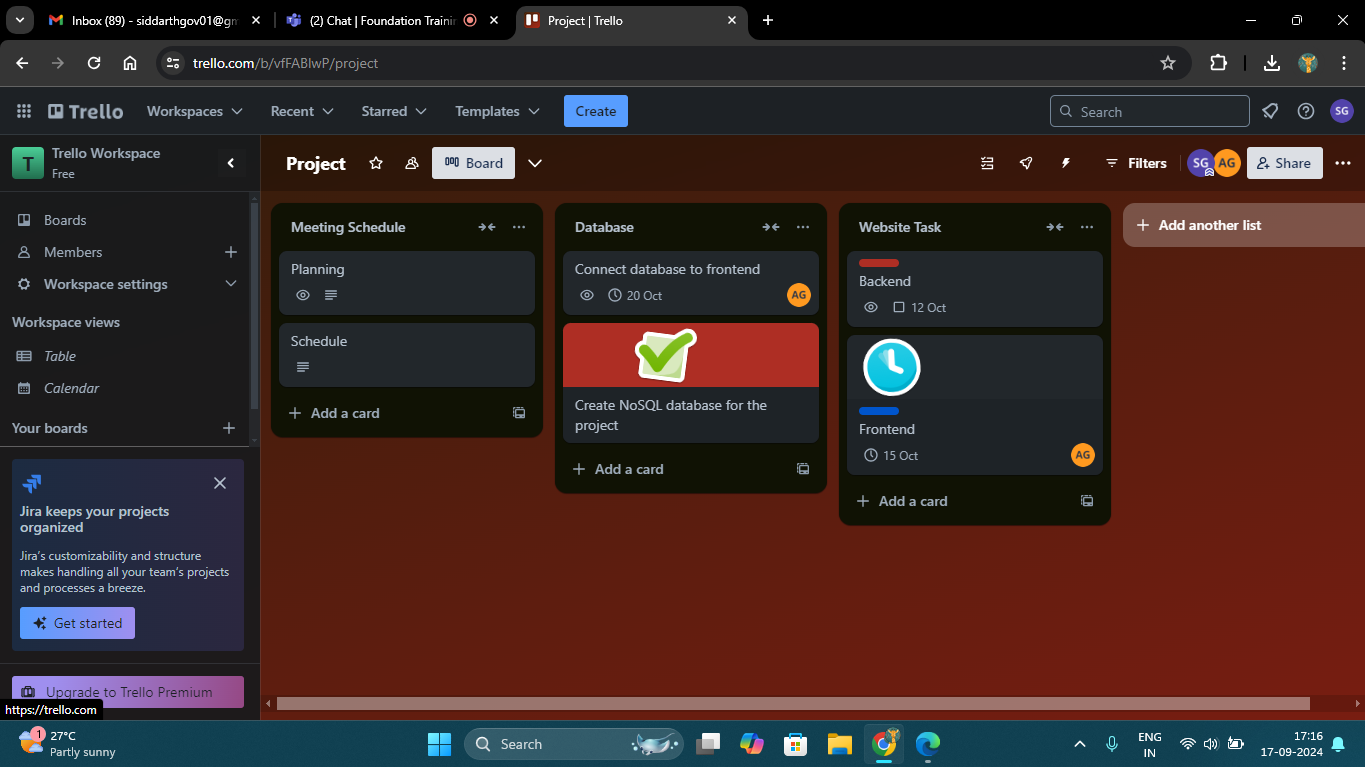 Inbox (89) - siddarthgov01@gm
(2) Chat | Foundation Trainin
Project | Trello
trello.com/b/vfFABlwP/project
Trello
Workspaces
Recent
Starred
Templates
Create
Search
SG
T
Trello Workspace
Free
Project
Board
Filters
SG
AG
Share
Boards
Members
Workspace settings
Workspace views
Table
Calendar
Your boards
Jira keeps your projects
organized
Jira's customizability and structure
makes handling all your team's projects
and processes a breeze.
Get started
Upgrade to Trello Premium
https://trello.com
Meeting Schedule
Planning
Schedule
Add a card
Database
Connect database to frontend
20 Oct
AG
Create NoSQL database for the
project
Add a card
Website Task
Backend
12 Oct
Frontend
15 Oct
AG
Add a card
Add another list
1
27°C
Partly sunny
Search
ENG
IN
17:16
17-09-2024